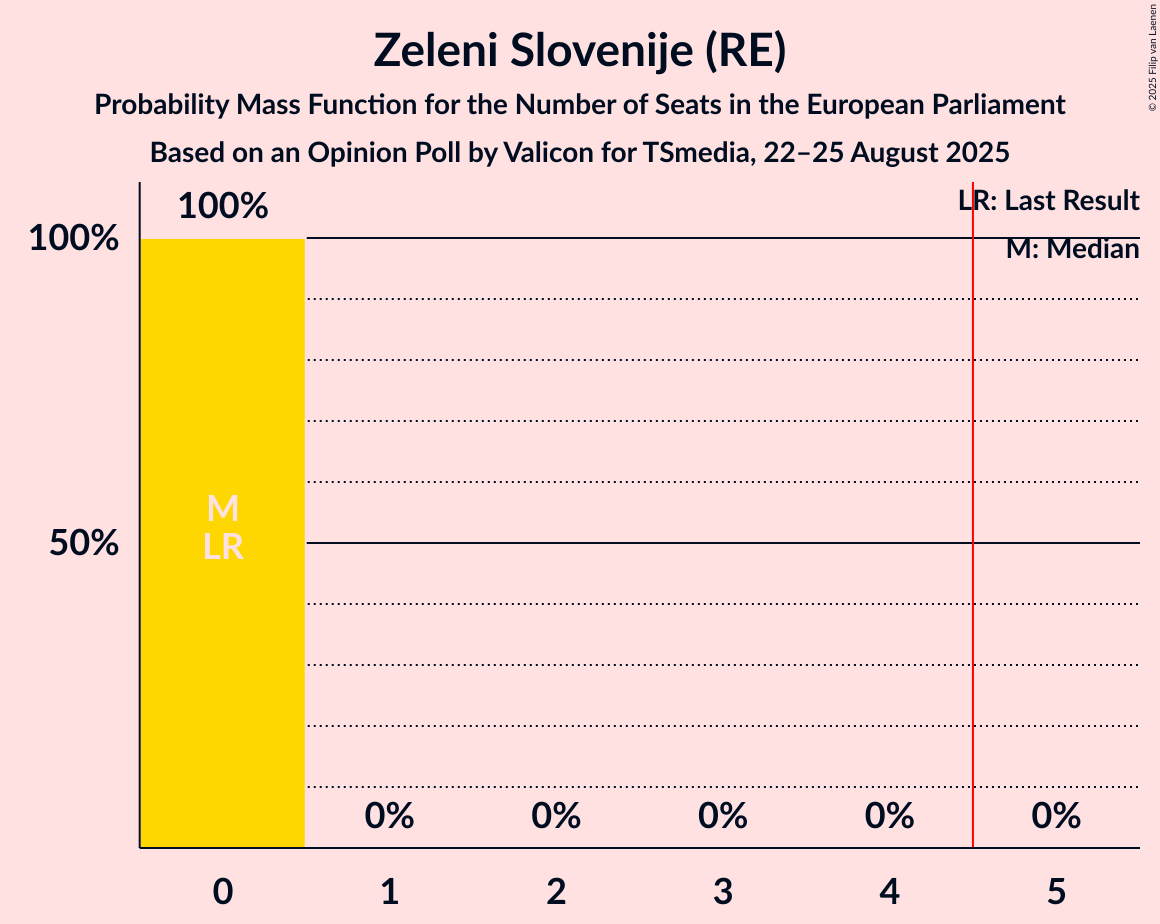 © 2025 Filip van Laenen
Zeleni Slovenije (RE)
Probability Mass Function for the Number of Seats in the European Parliament
Based on an Opinion Poll by Valicon for TSmedia, 22–25 August 2025
LR: Last Result
M: Median
100%
100%
50%
M
LR
0% 0% 0% 0% 0%
0 1 2 3 4 5